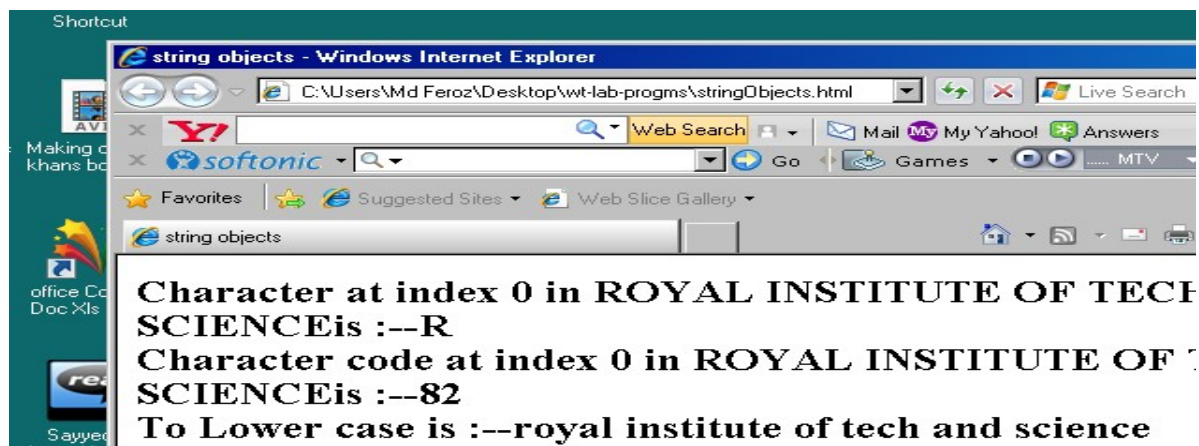 Shortcut
string objects - Windows Internet Explorer
C:\Users\Md Feroz\Desktop\wt-lab-progms\stringObjects.html
Live Search
AVI
Y!
Web Search
Mail
My
My Yahoo!
Answers
Making
khans
softonic
Go
Games
MTV
Favorites
Suggested Sites
Web Slice Gallery
string objects
office
Doc Xls
Character at index 0 in ROYAL INSTITUTE OF TECH
SCIENCEis :--R
Character code at index 0 in ROYAL INSTITUTE OF
SCIENCEis :--82
To Lower case is :--royal institute of tech and science